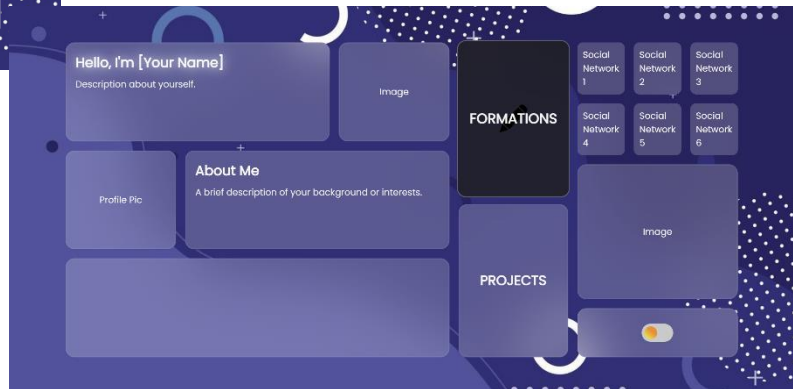 Hello, I'm [Your Name]
Description about yourself.
Image
Profile Pic
About Me
A brief description of your background or interests.
FORMATIONS
PROJECTS
Social
Network
1
Social
Network
2
Social
Network
3
Social
Network
4
Social
Network
5
Social
Network
6
Image